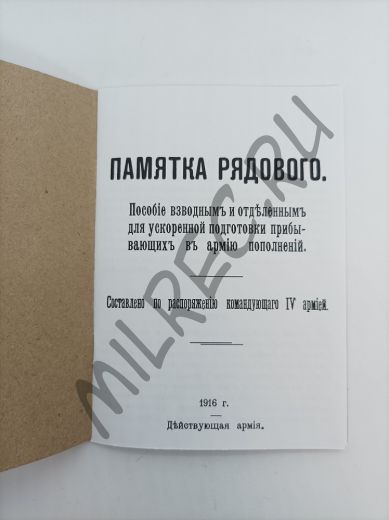 ПАМЯТКА РЯДОВОГО.
Пособіе взводнымъ и отдѣленнымъ
для ускоренной подготовки прибы-
вающихъ въ армію пополненій.
Составлено по распоряженію командующаго IV арміей.
1916 г.
Дѣйствующая армія.
MILREC.RU